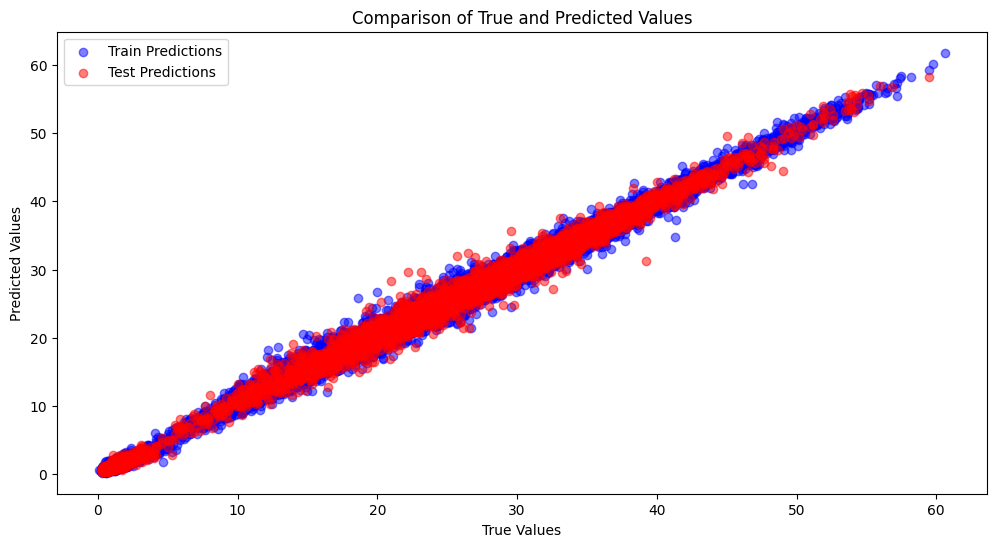 Comparison of True and Predicted Values
Train Predictions
Test Predictions
60
50
40
30
20
10
0
Predicted Values
0 10 20 30 40 50 60
True Values